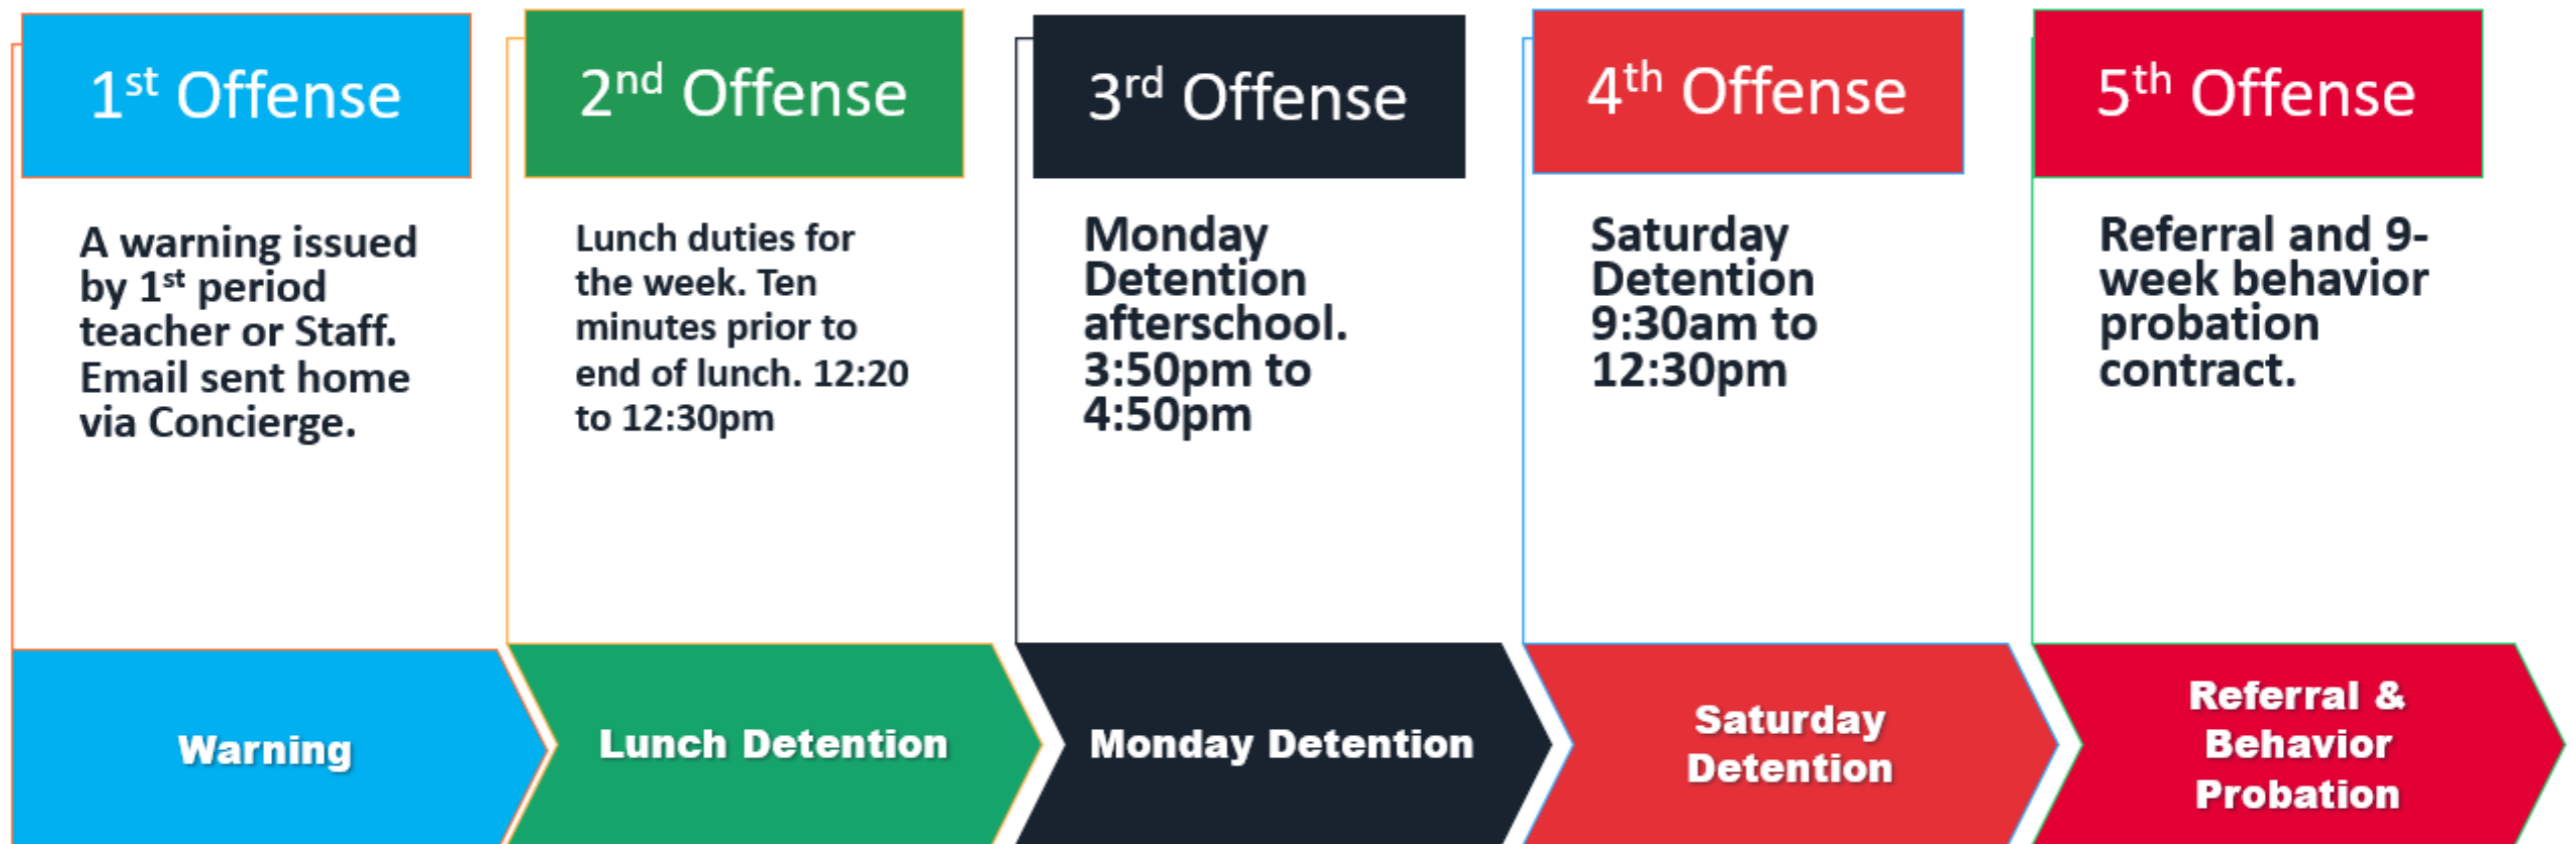 1st Offense
A warning issued
by 1st period
teacher or Staff.
Email sent home
via Concierge.
Warning
2nd Offense
Lunch duties for
the week. Ten
minutes prior to
end of lunch. 12:20
to 12:30pm
Lunch Detention
3rd Offense
Monday
Detention
afterschool.
3:50pm to
4:50pm
Monday Detention
4th Offense
Saturday
Detention
9:30am to
12:30pm
Saturday
Detention
5th Offense
Referral and 9-
week behavior
probation
contract.
Referral &
Behavior
Probation